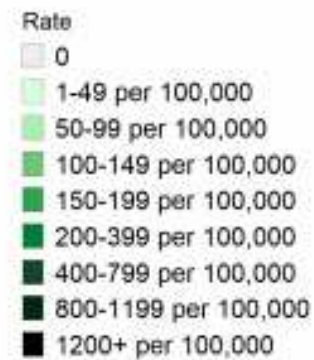 Rate
0
1-49 per 100,000
50-99 per 100,000
100-149 per 100,000
150-199 per 100,000
200-399 per 100,000
400-799 per 100,000
800-1199 per 100,000
1200+ per 100,000